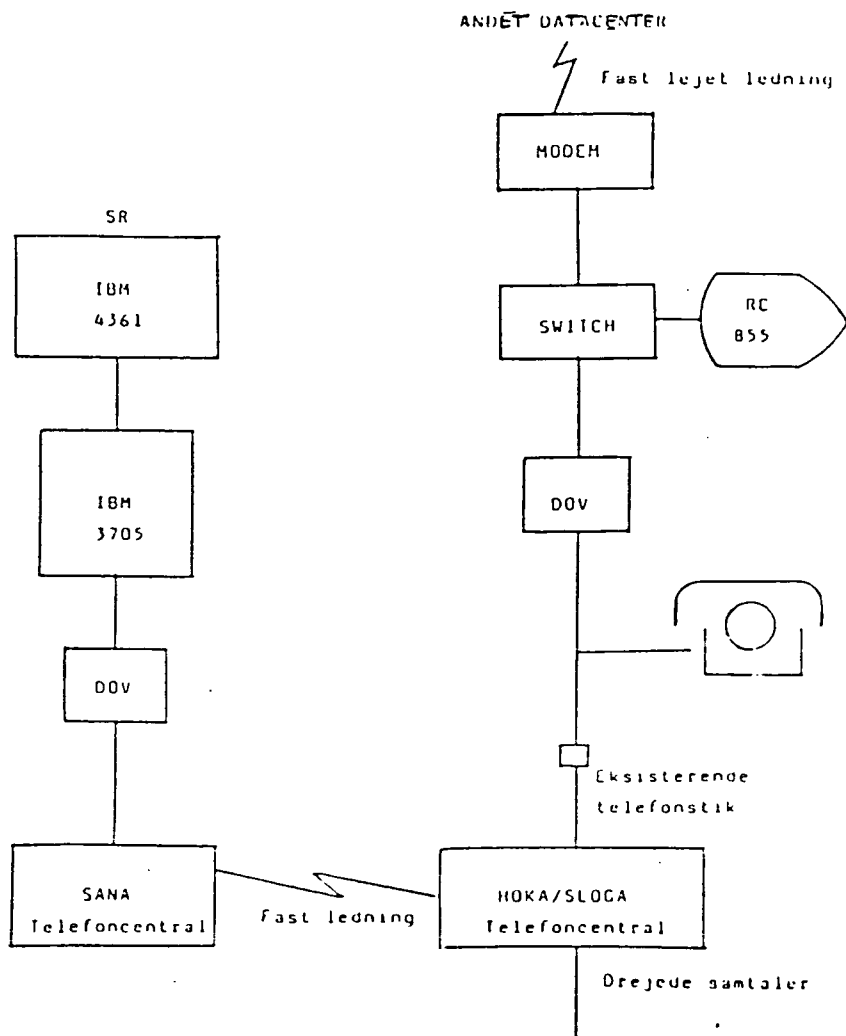 ANDET DATACENTER
Fast lejet ledning
MODEM
SR
IBM
4361
SWITCH
RC
855
IBM
3705
DOV
DOV
Eksisterende
telefonstik
SANA
Telefoncentral
Fast ledning
HOKA/SLOGA
Telefoncentral
Drejede samtaler